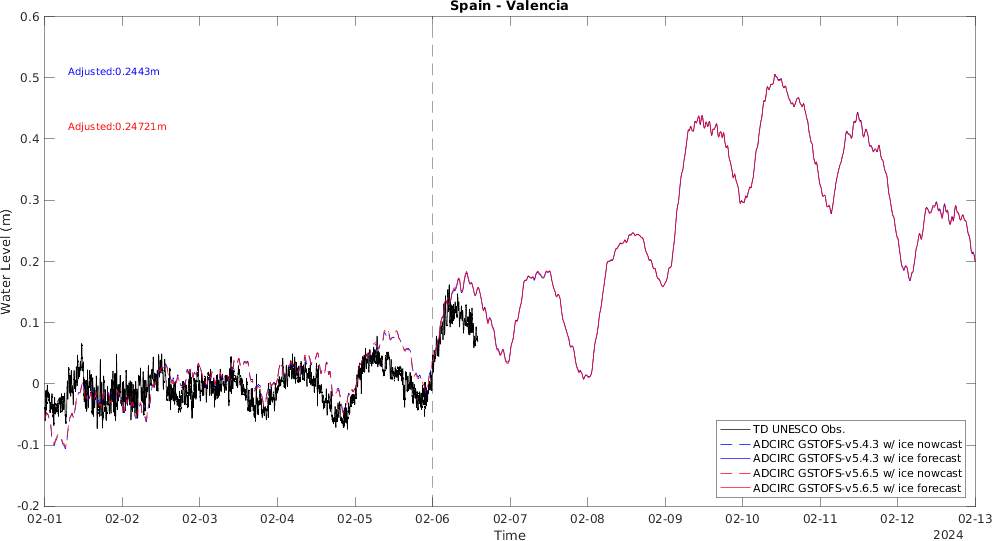 Spain - Valencia
0.6
0.5
0.4
0.3
0.2
0.1
0
-0.1
-0.2
Water Level (m)
Adjusted:0.2443m
Adjusted:0.24721m
TD UNESCO Obs.
ADCIRC GSTOFS-v5.4.3 w/ ice nowcast
ADCIRC GSTOFS-v5.4.3 w/ ice forecast
ADCIRC GSTOFS-v5.6.5 w/ ice nowcast
ADCIRC GSTOFS-v5.6.5 w/ ice forecast
02-01 02-02 02-03 02-04 02-05 02-06 02-07 02-08 02-09 02-10 02-11 02-12 02-13
Time
2024